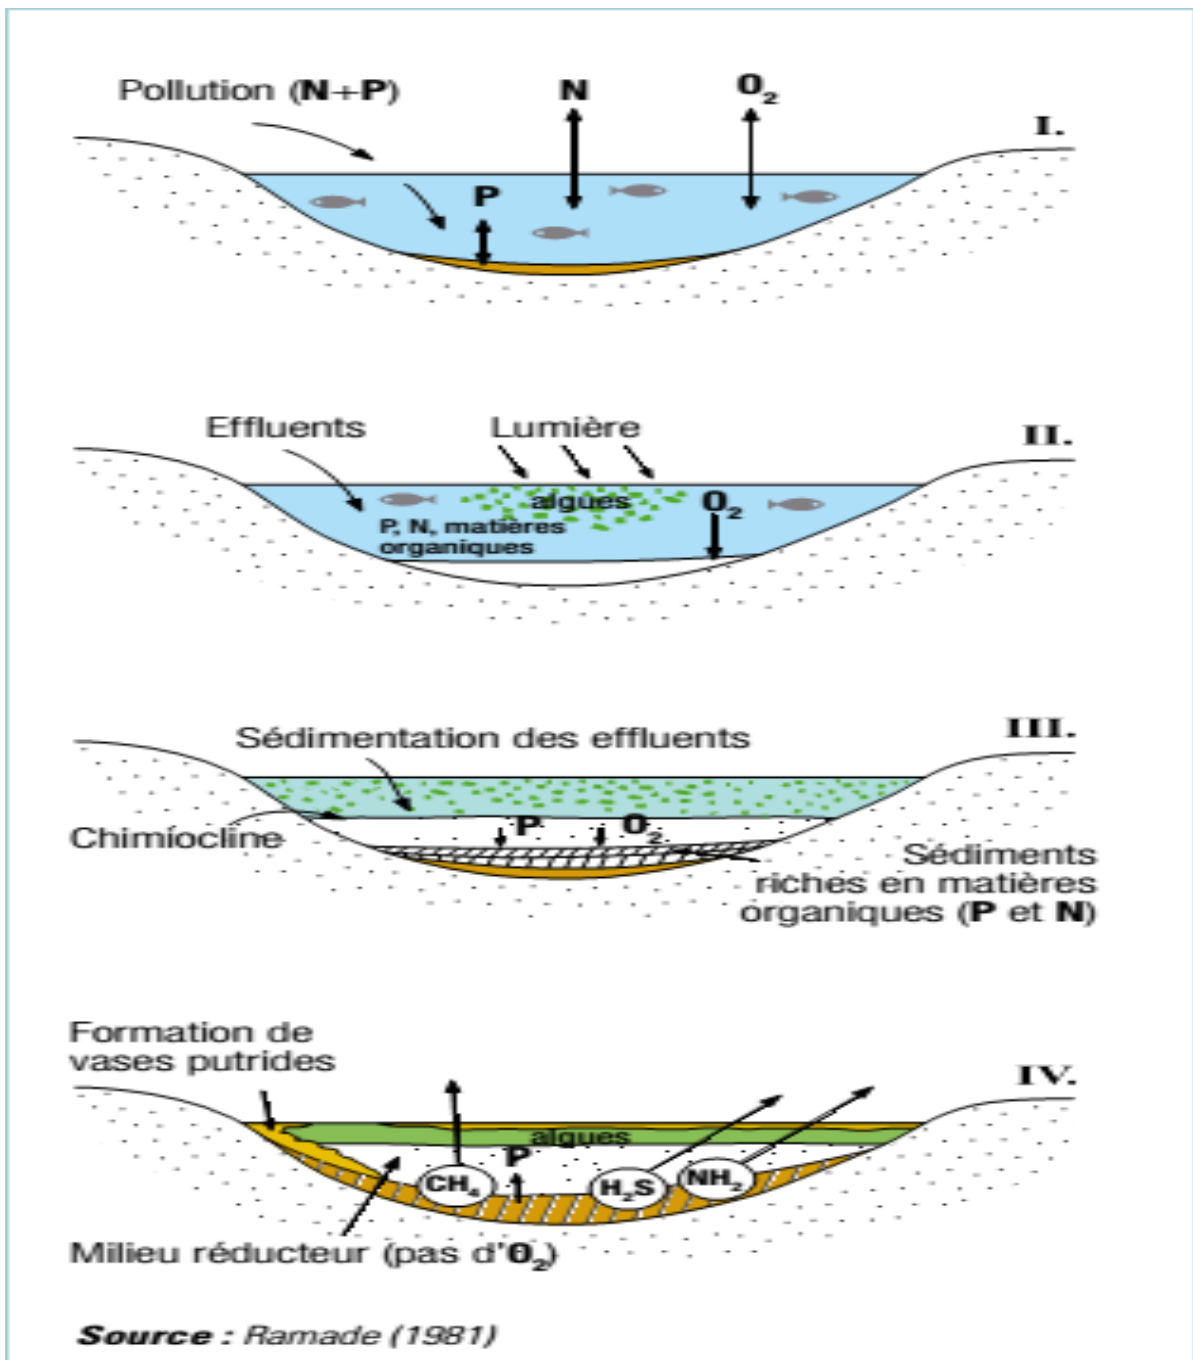 Pollution (N+P)
N
O₂
I.
P
Effluents
Lumière
II.
algues
O₂
P, N, matières
organiques
III.
Sédimentation des effluents
P
O₂
Chimiocline
Sédiments
riches en matières
organiques (P et N)
Formation de
vases putrides
IV.
algues
P
CH₄
H₂S
NH₂
Milieu réducteur (pas d'O₂)
Source : Ramade (1981)